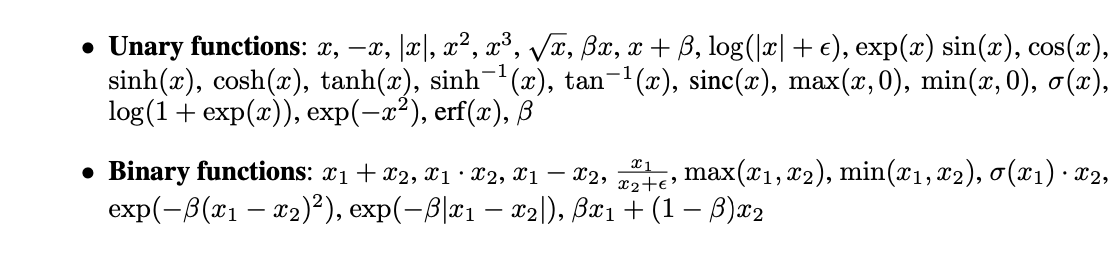 • Unary functions: x, −x, |x|, x², x³, √x, βx, x + β, log(|x| + ϵ), exp(x) sin(x), cos(x),
sinh(x), cosh(x), tanh(x), sinh⁻¹(x), tan⁻¹(x), sinc(x), max(x, 0), min(x, 0), σ(x),
log(1 + exp(x)), exp(−x²), erf(x), β
• Binary functions: x₁ + x₂, x₁ · x₂, x₁ − x₂, x₁/(x₂+ϵ), max(x₁, x₂), min(x₁, x₂), σ(x₁) · x₂,
exp(−β(x₁ − x₂)²), exp(−β|x₁ − x₂|), βx₁ + (1 − β)x₂